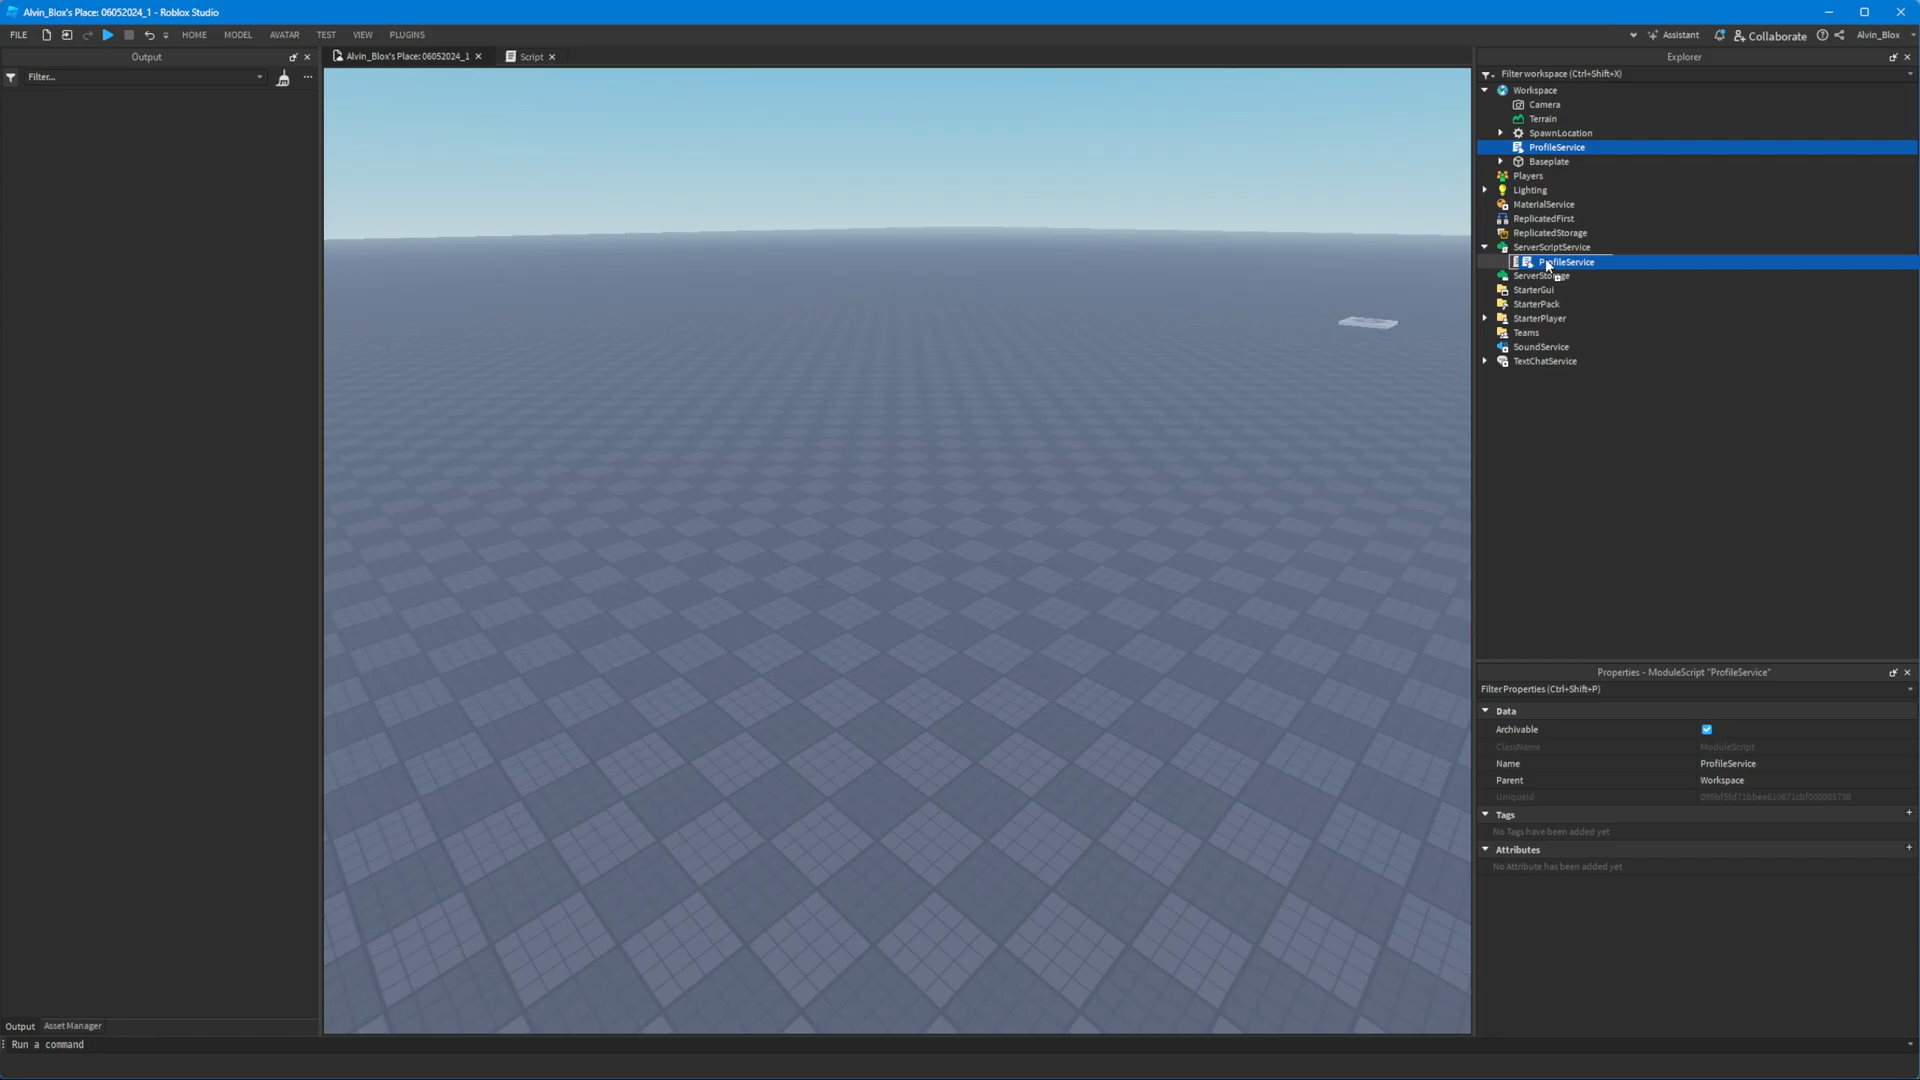 Alvin_Blox's Place: 06052024_1 - Roblox Studio
FILE HOME MODEL AVATAR TEST VIEW PLUGINS Assistant Collaborate Alvin_Blox
Output
Filter...
Alvin_Blox's Place: 06052024_1
Script
Explorer
Filter workspace (Ctrl+Shift+X)
Workspace
Camera
Terrain
SpawnLocation
ProfileService
Baseplate
Players
Lighting
MaterialService
ReplicatedFirst
ReplicatedStorage
ServerScriptService
ProfileService
ServerStorage
StarterGui
StarterPack
StarterPlayer
Teams
SoundService
TextChatService
Properties - ModuleScript "ProfileService"
Filter Properties (Ctrl+Shift+P)
Data
Archivable
ClassName ModuleScript
Name ProfileService
Parent Workspace
UniqueId
Tags
No Tags have been added yet
Attributes
No Attribute has been added yet
Output Asset Manager
Run a command